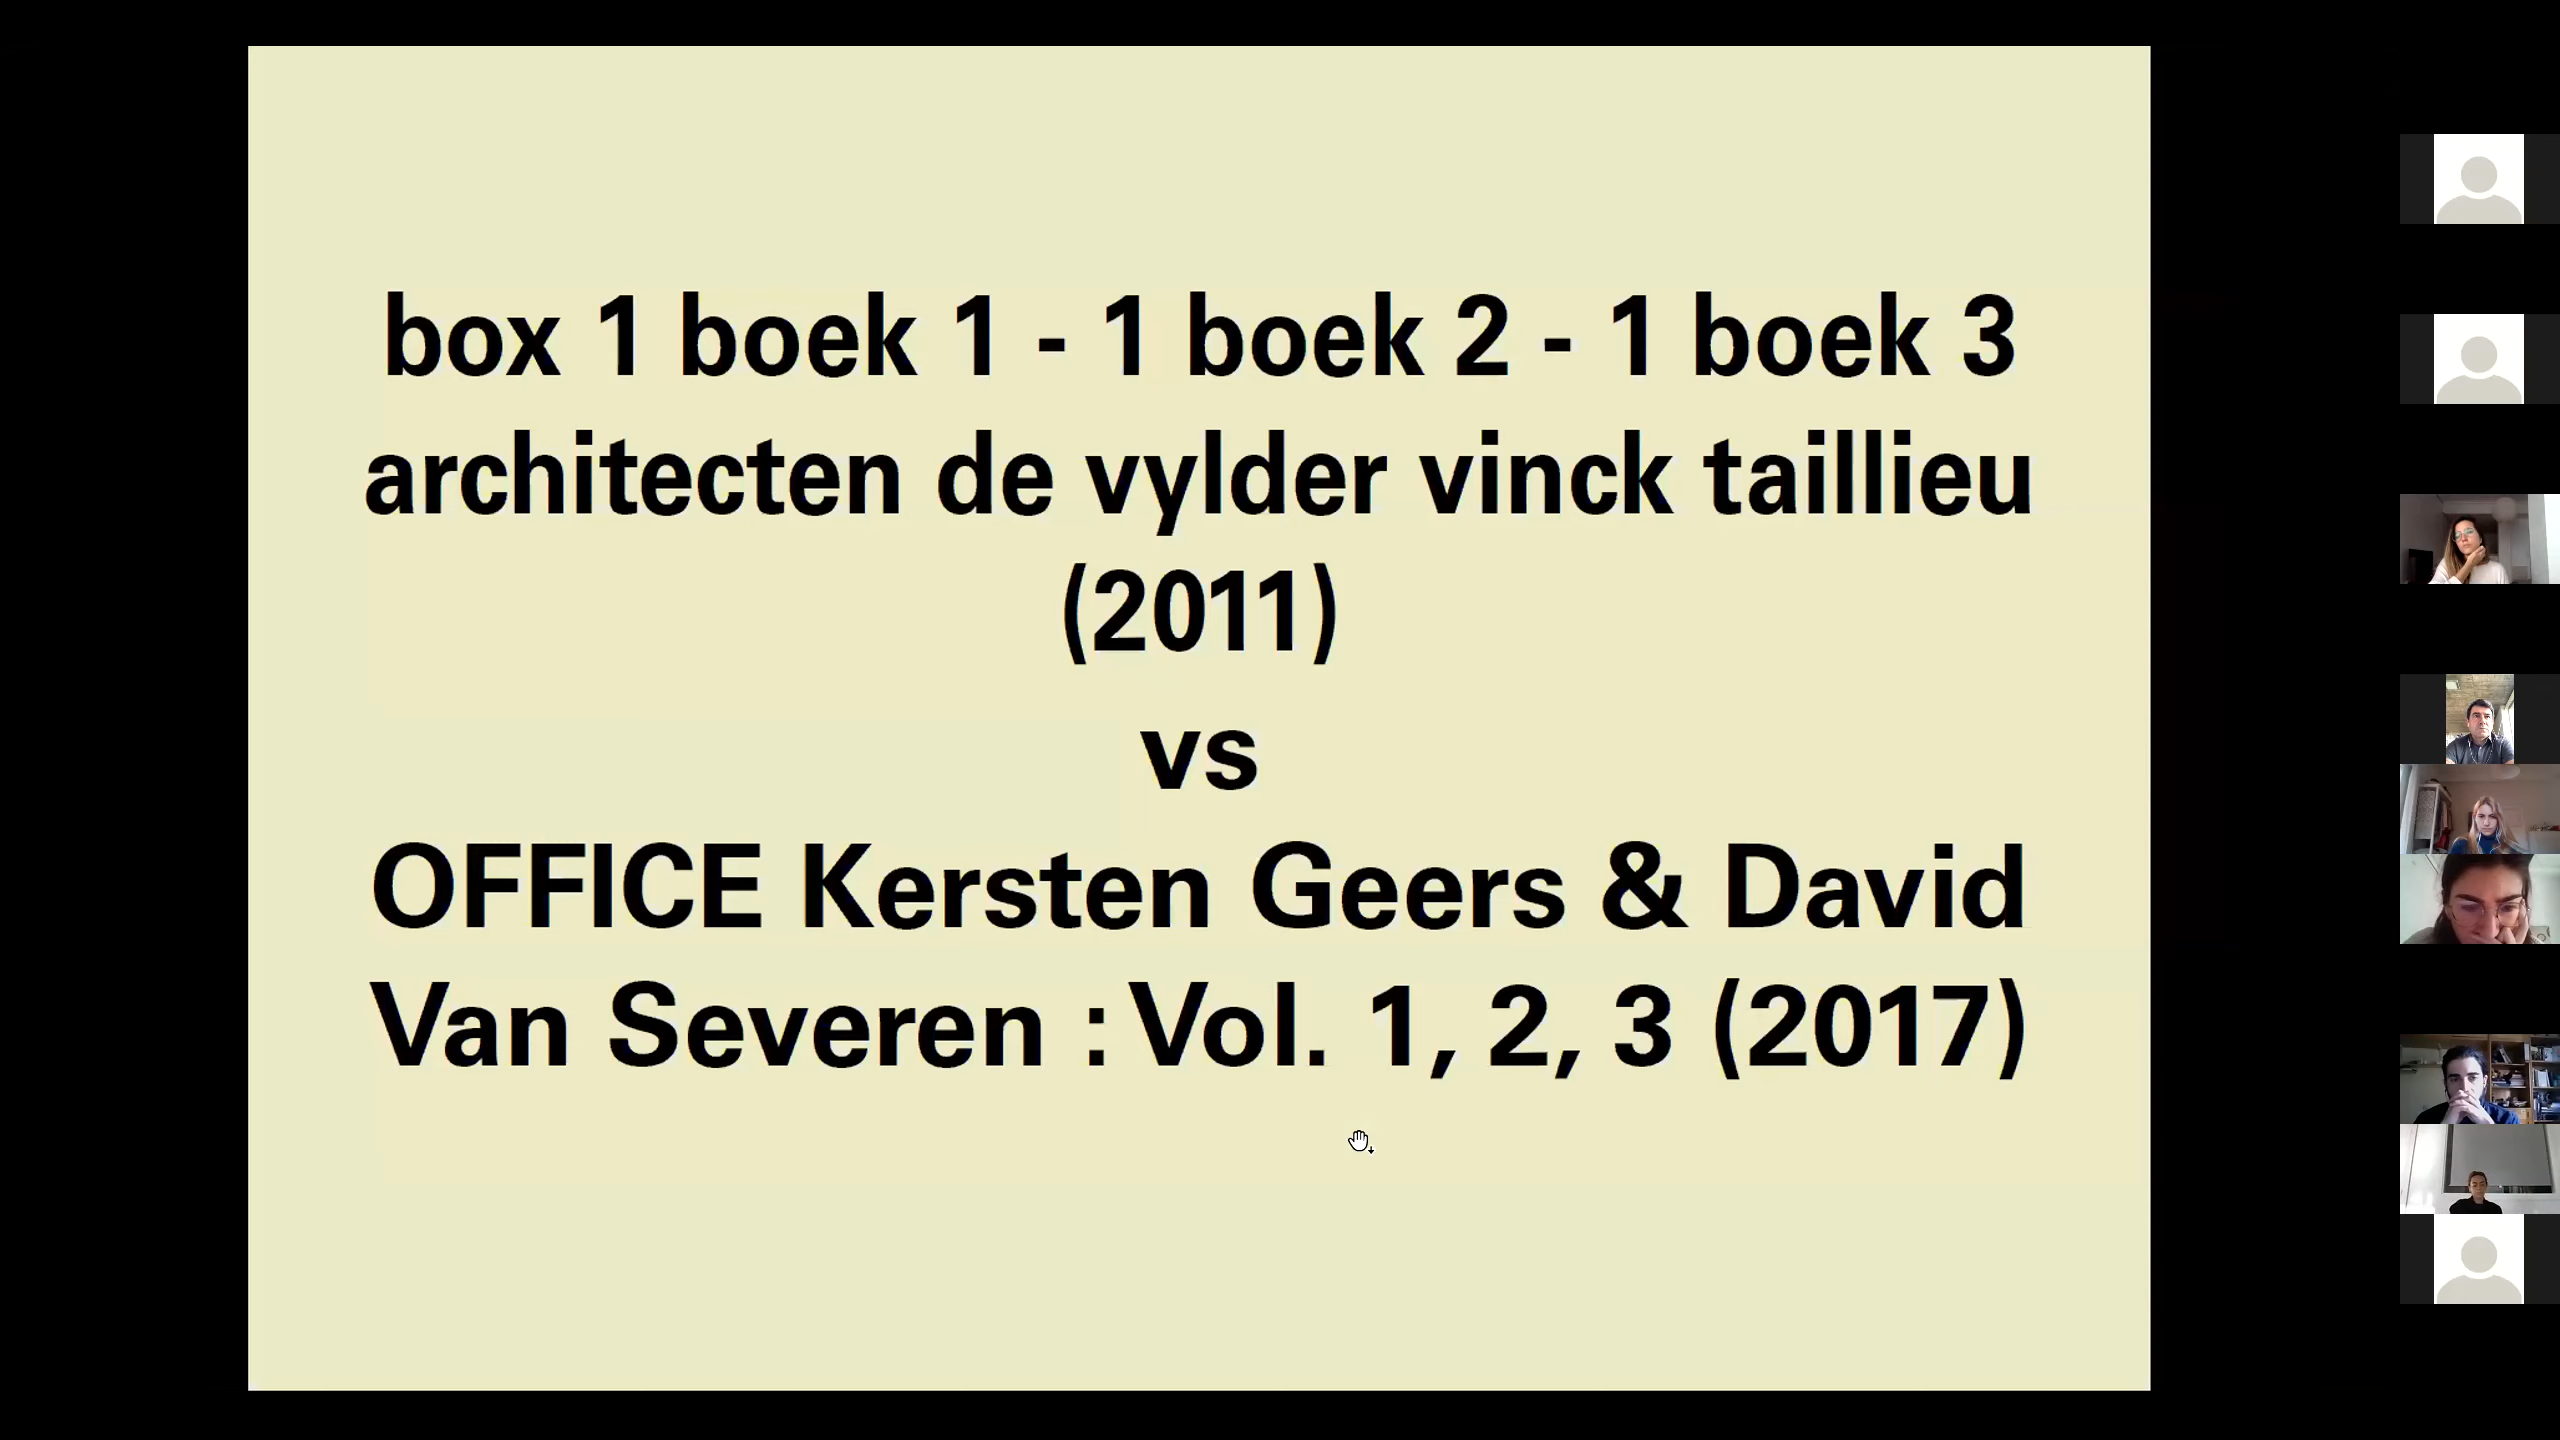 box 1 boek 1 - 1 boek 2 - 1 boek 3
architecten de vylder vinck taillieu
(2011)
vs
OFFICE Kersten Geers & David
Van Severen : Vol. 1, 2, 3 (2017)